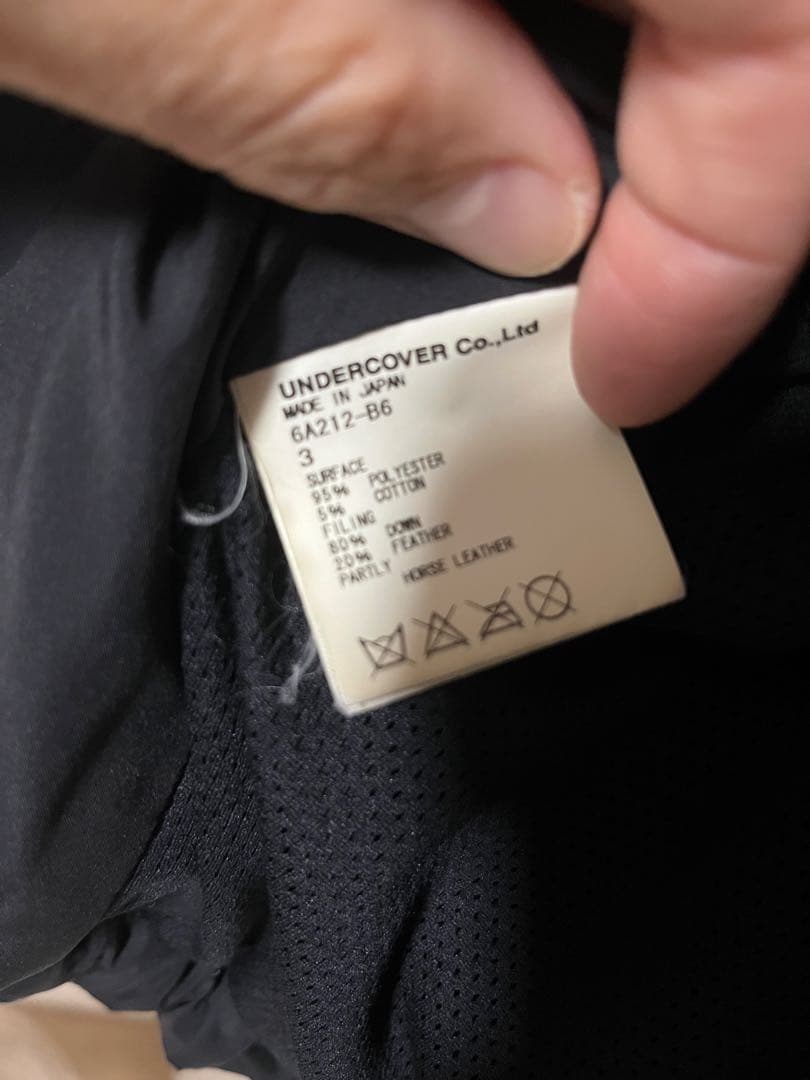 UNDERCOVER Co.,Ltd
MADE IN JAPAN
6A212-B6
3
SURFACE
95% POLYESTER
5% COTTON
FILING
80% DOWN
20% FEATHER
PARTLY HORSE LEATHER